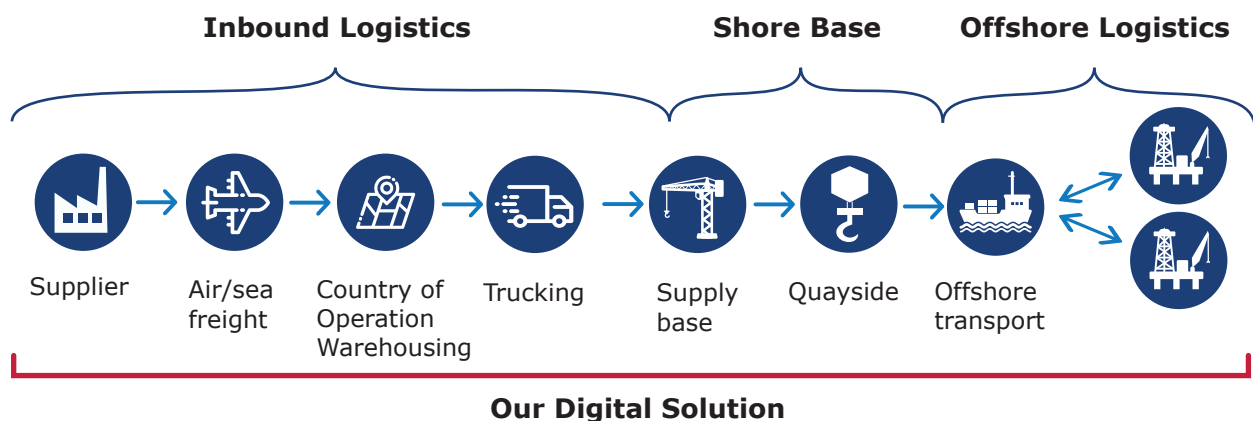 Inbound Logistics
Shore Base
Offshore Logistics
Supplier
Air/sea
freight
Country of
Operation
Warehousing
Trucking
Supply
base
Quayside
Offshore
transport
Our Digital Solution